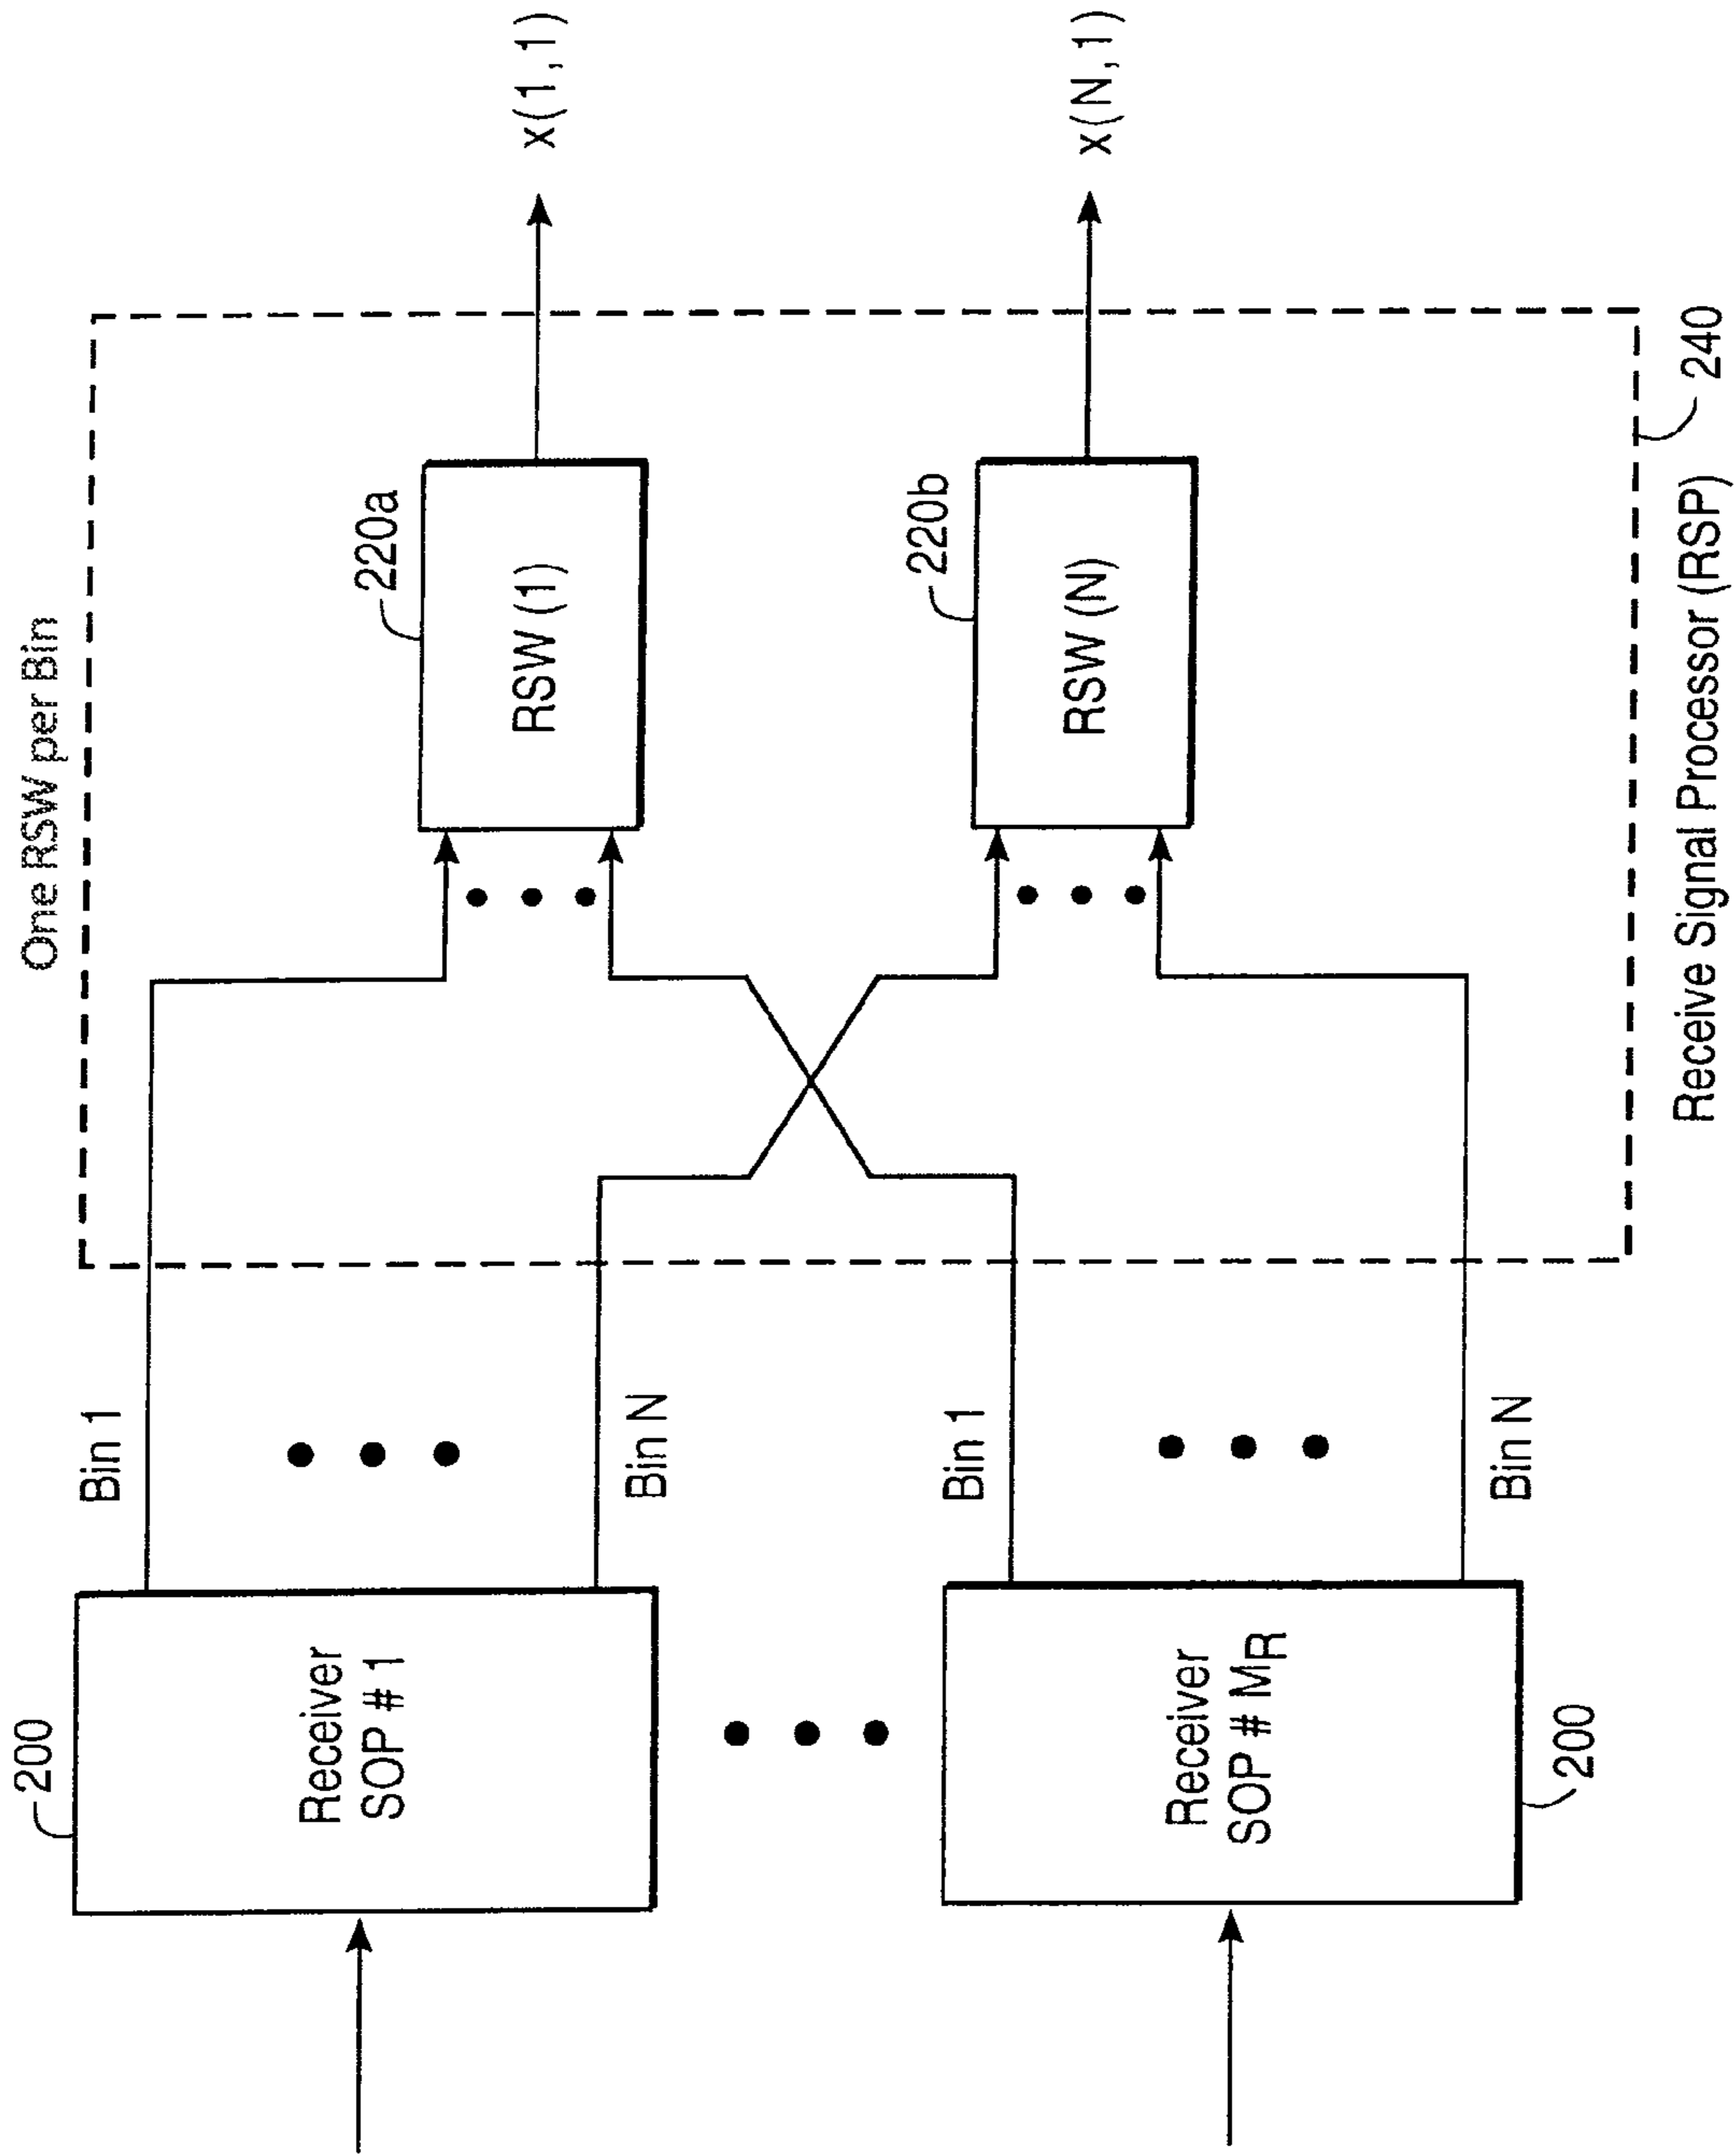 One RSW per Bin
200
Receiver
SOP # 1
Bin 1
Bin N
220a
RSW (1)
x(1,1)
Receiver
SOP # MR
200
Bin 1
Bin N
220b
RSW (N)
x(N,1)
240
Receive Signal Processor (RSP)